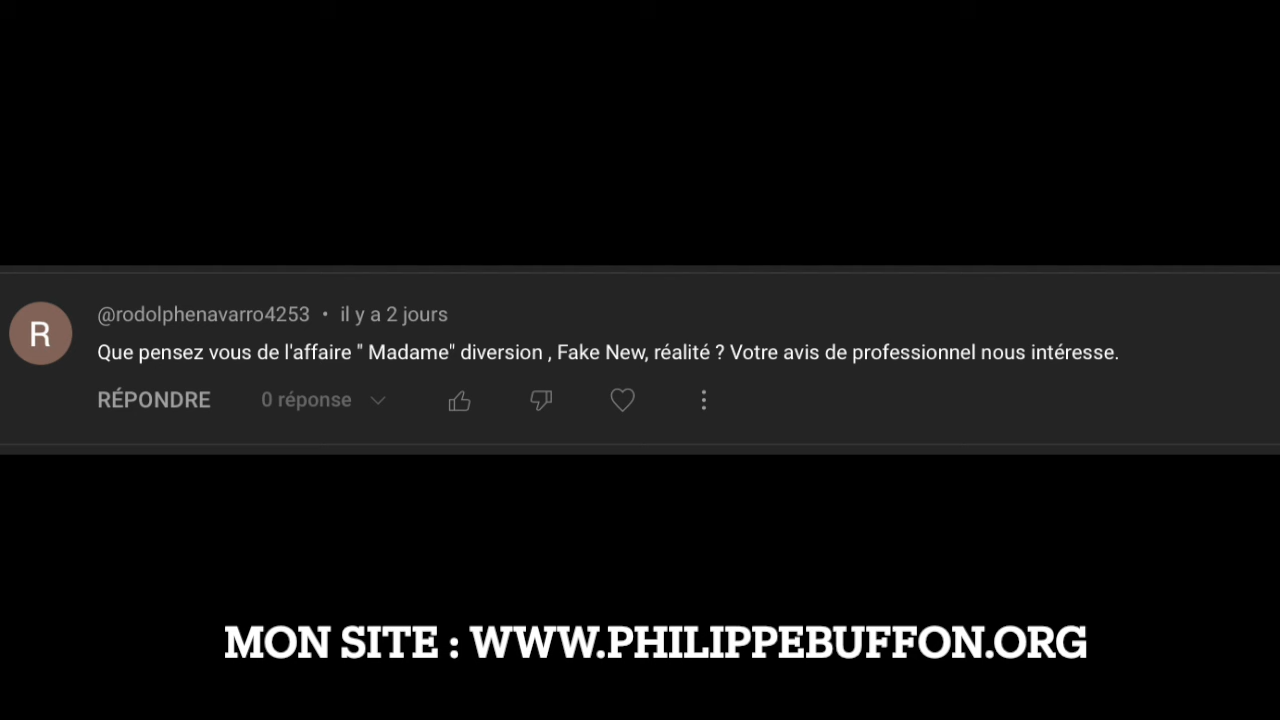 R
@rodolphenavarro4253 • il y a 2 jours
Que pensez vous de l'affaire " Madame" diversion , Fake New, réalité ? Votre avis de professionnel nous intéresse.
RÉPONDRE 0 réponse
MON SITE : WWW.PHILIPPEBUFFON.ORG